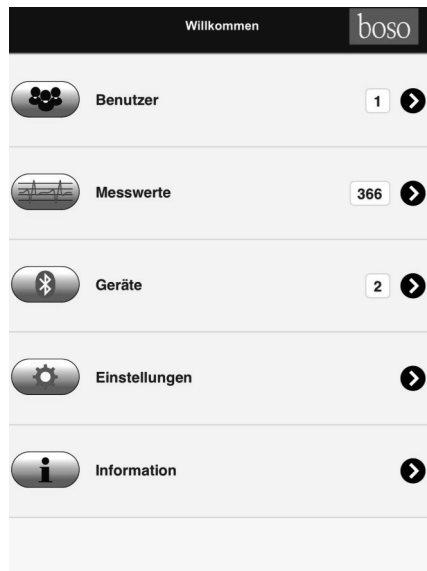 Willkommen
boso
Benutzer 1
Messwerte 366
Geräte 2
Einstellungen
Information